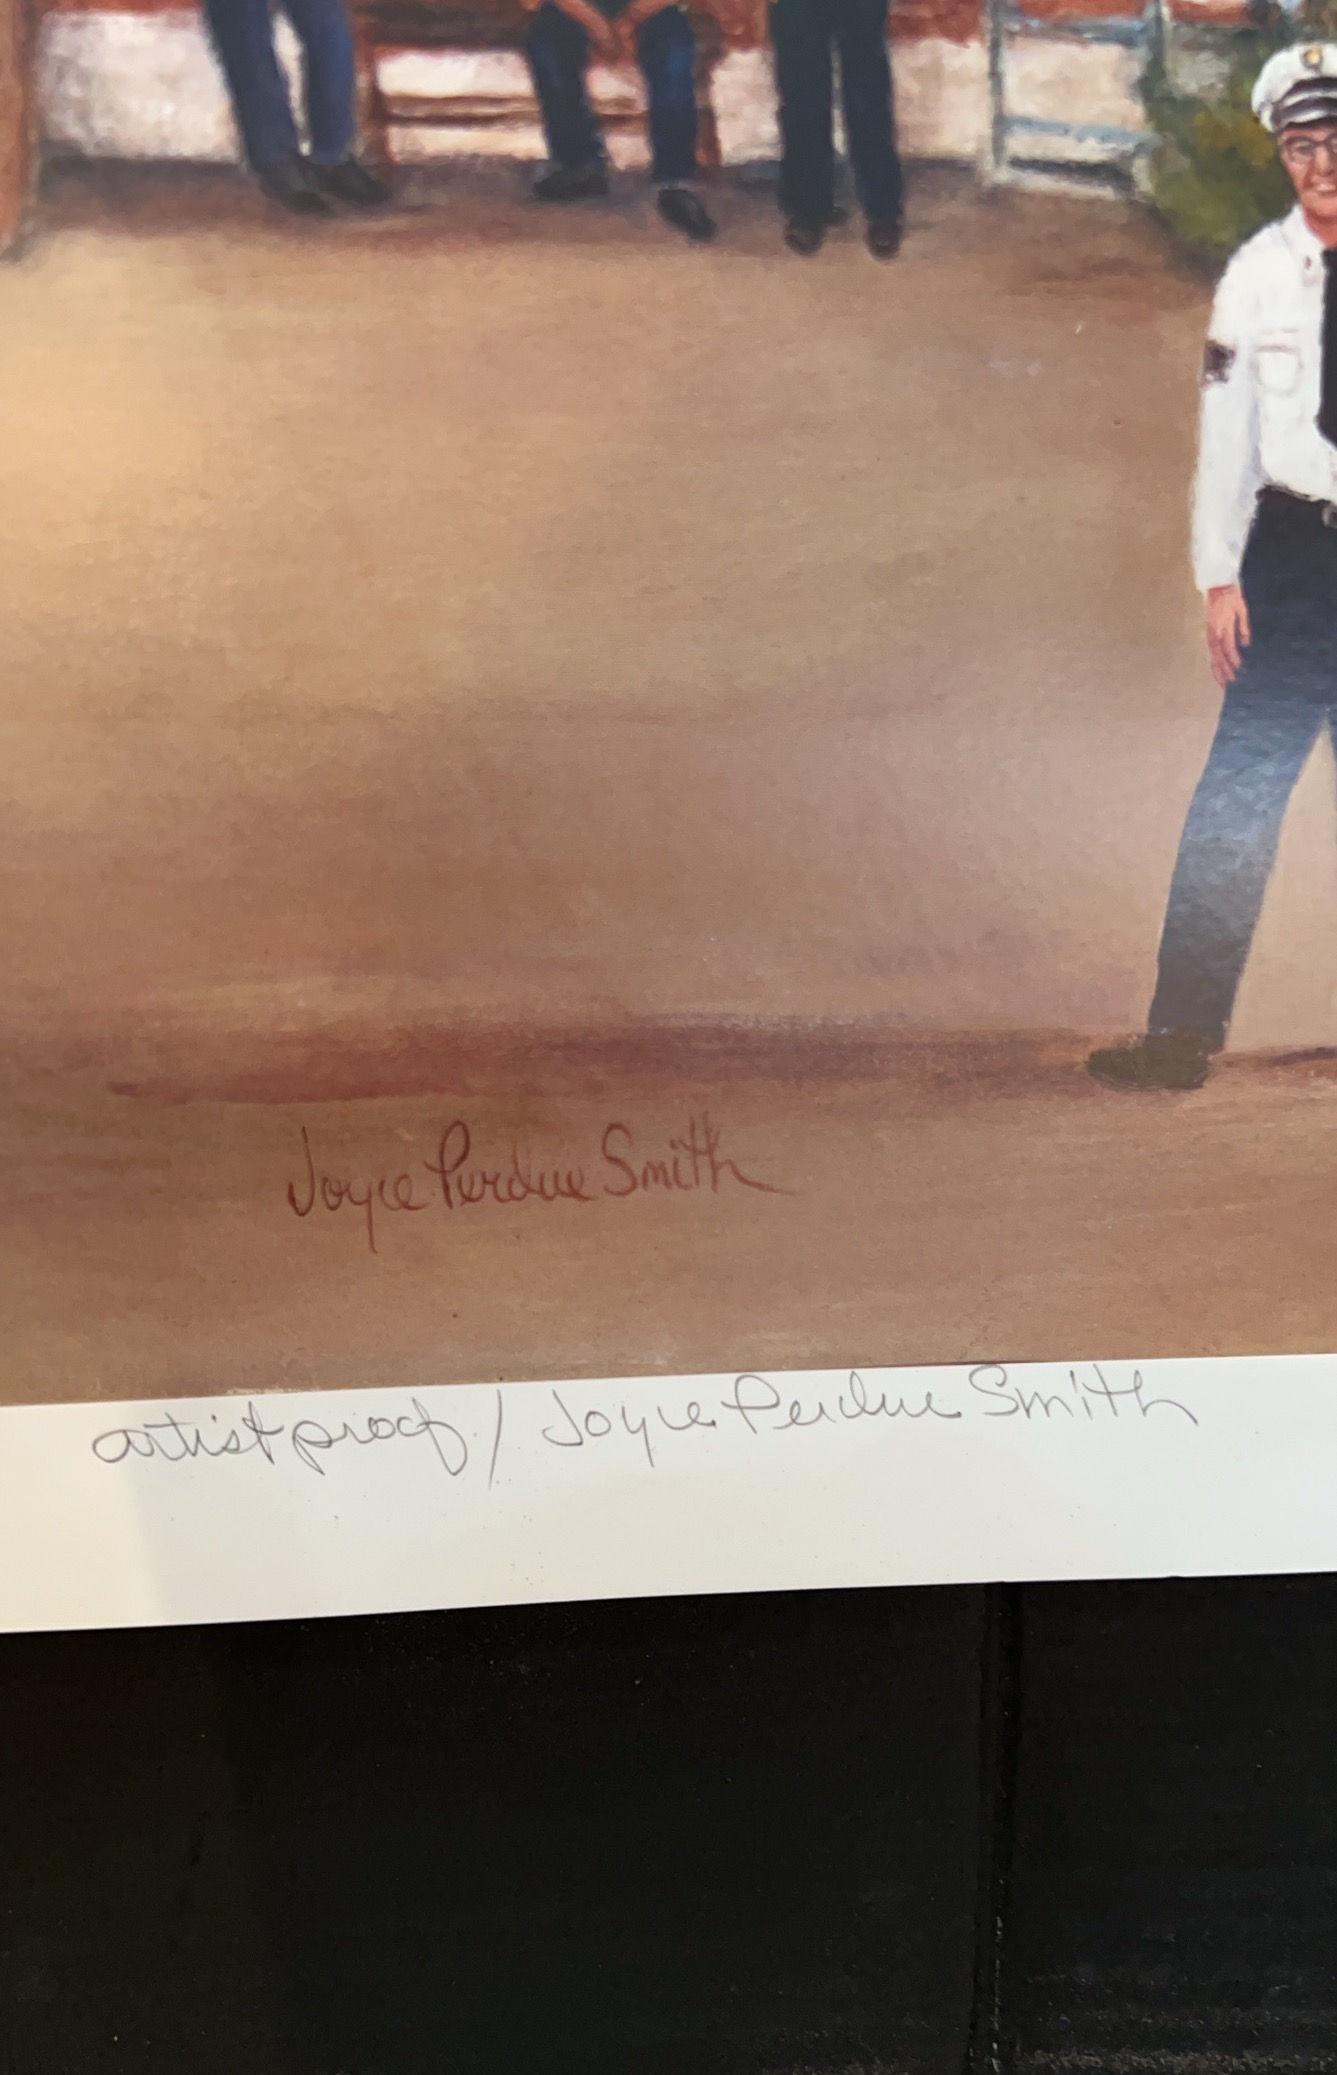 Joyce Perdue Smith
artist proof / Joyce Perdue Smith